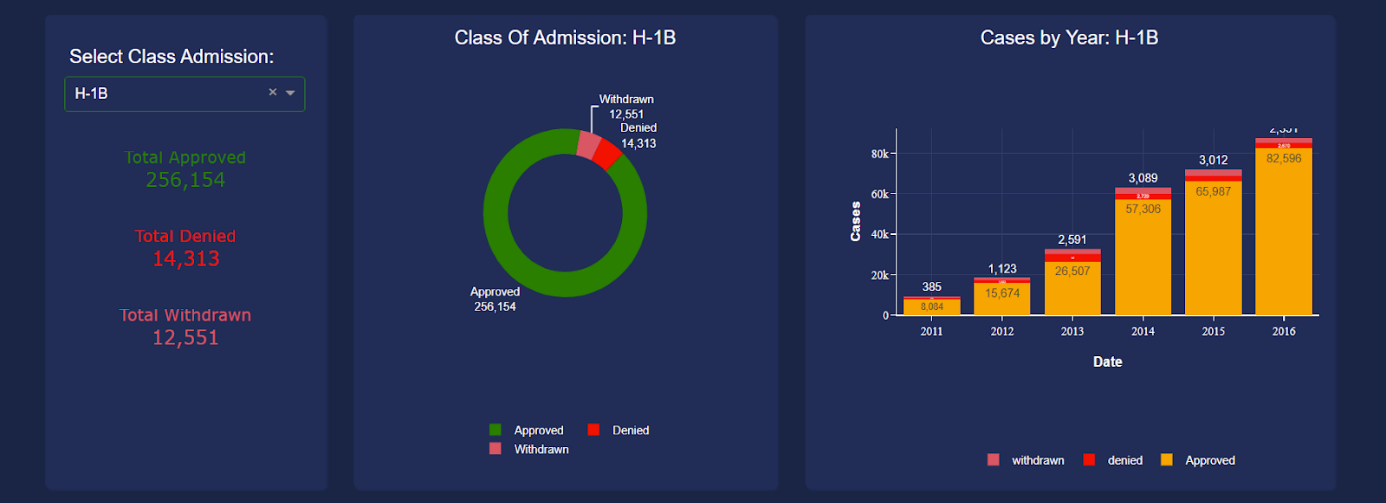 Select Class Admission:
H-1B
Total Approved
256,154
Total Denied
14,313
Total Withdrawn
12,551
Class Of Admission: H-1B
Withdrawn
12,551
Denied
14,313
Approved
256,154
Approved
Denied
Withdrawn
Cases by Year: H-1B
Cases
80k
60k
40k
20k
0
385
8,084
1,123
15,674
2,591
26,507
3,089
57,306
3,012
65,987
82,596
2011
2012
2013
2014
2015
2016
Date
withdrawn
denied
Approved